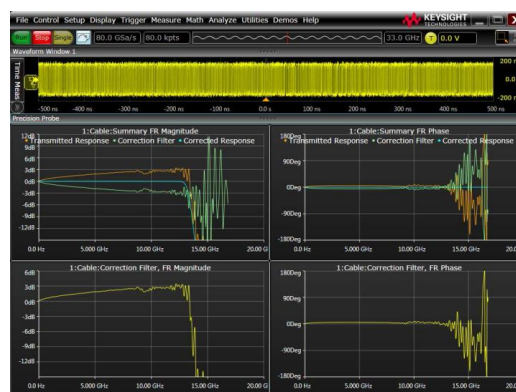 File Control Setup Display Trigger Measure Math Analyze Utilities Demos Help
KEYSIGHT
TECHNOLOGIES
Run Stop Single 80.0 GSa/s 80.0 kpts 33.0 GHz T 0.0 V
Waveform Window 1
Time Meas
200 m
-200 m
-500 ns -400 ns -300 ns -200 ns -100 ns 0.0 s 100 ns 200 ns 300 ns 400 ns 500 ns
Precision Probe
1:Cable:Summary FR Magnitude
Transmitted Response Correction Filter Corrected Response
12dB
9dB
6dB
3dB
0dB
-3dB
-6dB
-9dB
-12dB
0.0 Hz 5.000 GHz 10.00 GHz 15.00 GHz 20.00 G
1:Cable:Summary FR Phase
Transmitted Response Correction Filter Corrected Response
180Deg
90Deg
0Deg
-90Deg
-180Deg
0.0 Hz 5.000 GHz 10.00 GHz 15.00 GHz 20.00 G
1:Cable:Correction Filter, FR Magnitude
6dB
3dB
0dB
-3dB
-6dB
-9dB
-12dB
0.0 Hz 5.000 GHz 10.00 GHz 15.00 GHz 20.00 G
1:Cable:Correction Filter, FR Phase
180Deg
90Deg
0Deg
-90Deg
-180Deg
0.0 Hz 5.000 GHz 10.00 GHz 15.00 GHz 20.00 G